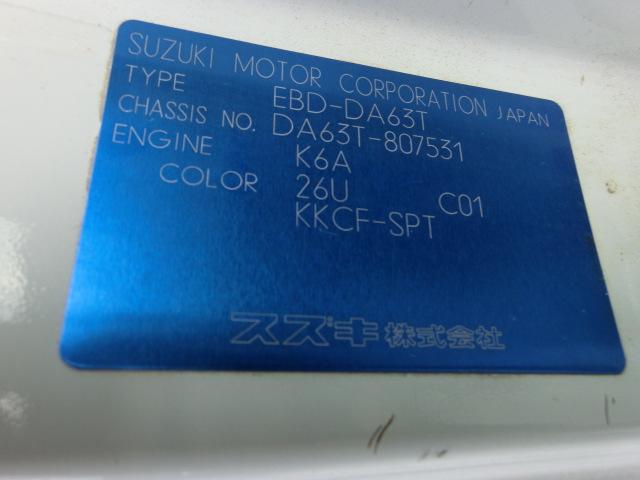 SUZUKI MOTOR CORPORATION JAPAN
TYPE EBD-DA63T
CHASSIS NO. DA63T-807531
ENGINE K6A
COLOR 26U C01
KKCF-SPT
スズキ株式会社